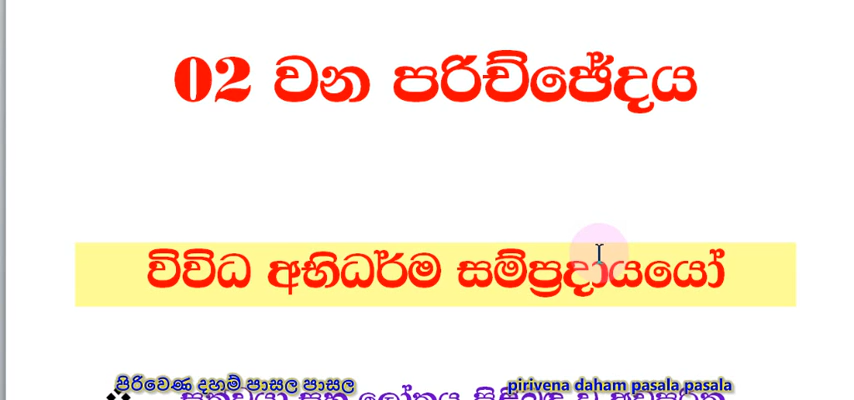 02 වන පරිච්ඡේදය
විවිධ අභිධර්ම සම්ප්‍රදායයෝ
පිරිවෙණ දහම් පාසල පාසල
pirivena daham pasala,pasala